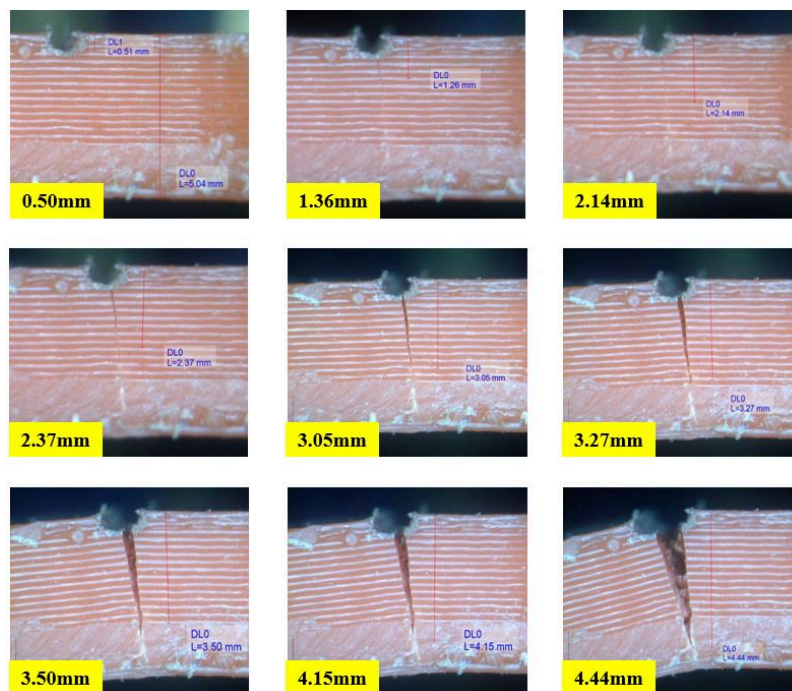 DL1
L=0.51 mm
DL0
L=5.04 mm
0.50mm
DL0
L=1.26 mm
1.36mm
DL0
L=2.14 mm
2.14mm
DL0
L=2.37 mm
2.37mm
DL0
L=3.05 mm
3.05mm
DL0
L=3.27 mm
3.27mm
DL0
L=3.50 mm
3.50mm
DL0
L=4.15 mm
4.15mm
DL0
L=4.44 mm
4.44mm